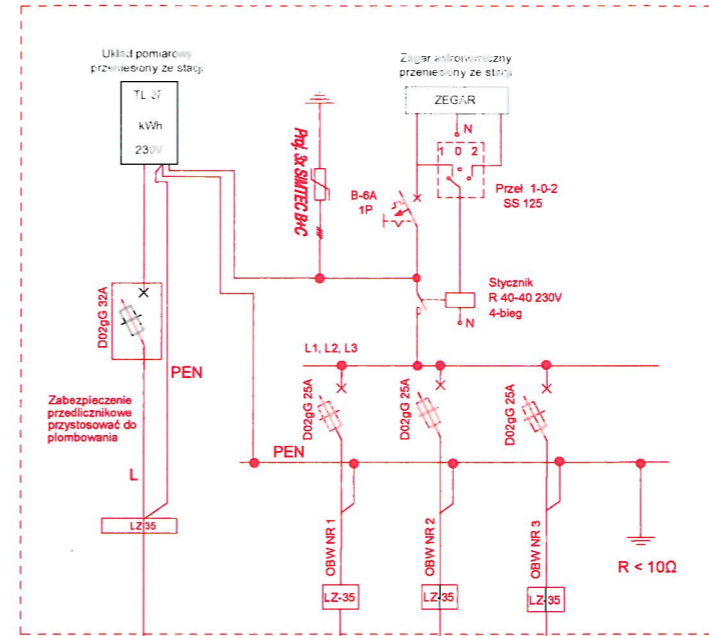 Układ pomiarowy
przeniesiony ze stacji
TL 3f
kWh
230V
Zegar astronomiczny
przeniesiony ze stacji
ZEGAR
N
1 0 2
Przeł. 1-0-2
SS 125
Proj. 3x SIMTEC B+C
B-6A
1P
Stycznik
R 40-40 230V
4-bieg
N
D02gG 32A
PEN
Zabezpieczenie
przedlicznikowe
przystosować do
plombowania
L
LZ-35
L1, L2, L3
D02gG 25A
D02gG 25A
D02gG 25A
PEN
OBW NR 1
OBW NR 2
OBW NR 3
R < 10Ω
LZ-35
LZ-35
LZ-35